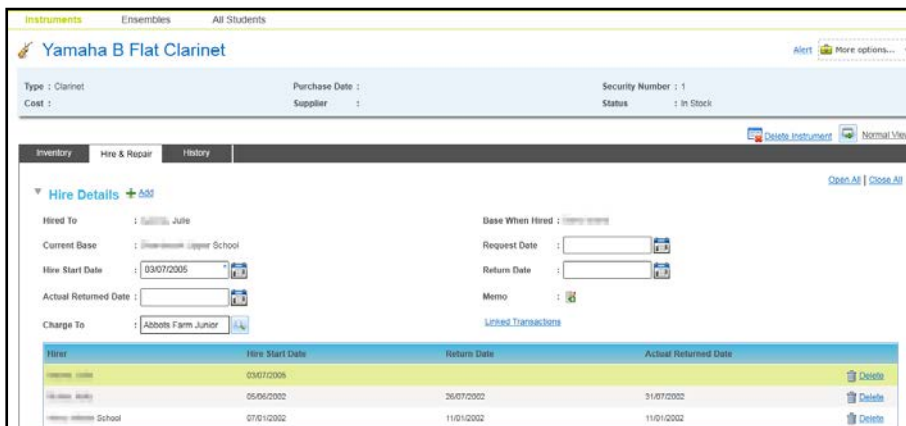 Instruments Ensembles All Students
Yamaha B Flat Clarinet Alert More options...
Type : Clarinet Purchase Date : Security Number : 1
Cost : Supplier : Status : In Stock
Delete Instrument Normal View
Inventory Hire & Repair History
Open All | Close All
Hire Details Add
Hired To : Julie Base When Hired :
Current Base : School Request Date :
Hire Start Date : 03/07/2005 * Return Date :
Actual Returned Date : Memo :
Charge To : Abbots Farm Junior Linked Transactions
Hirer Hire Start Date Return Date Actual Returned Date
03/07/2005 Delete
05/06/2002 26/07/2002 31/07/2002 Delete
School 07/01/2002 11/01/2002 11/01/2002 Delete